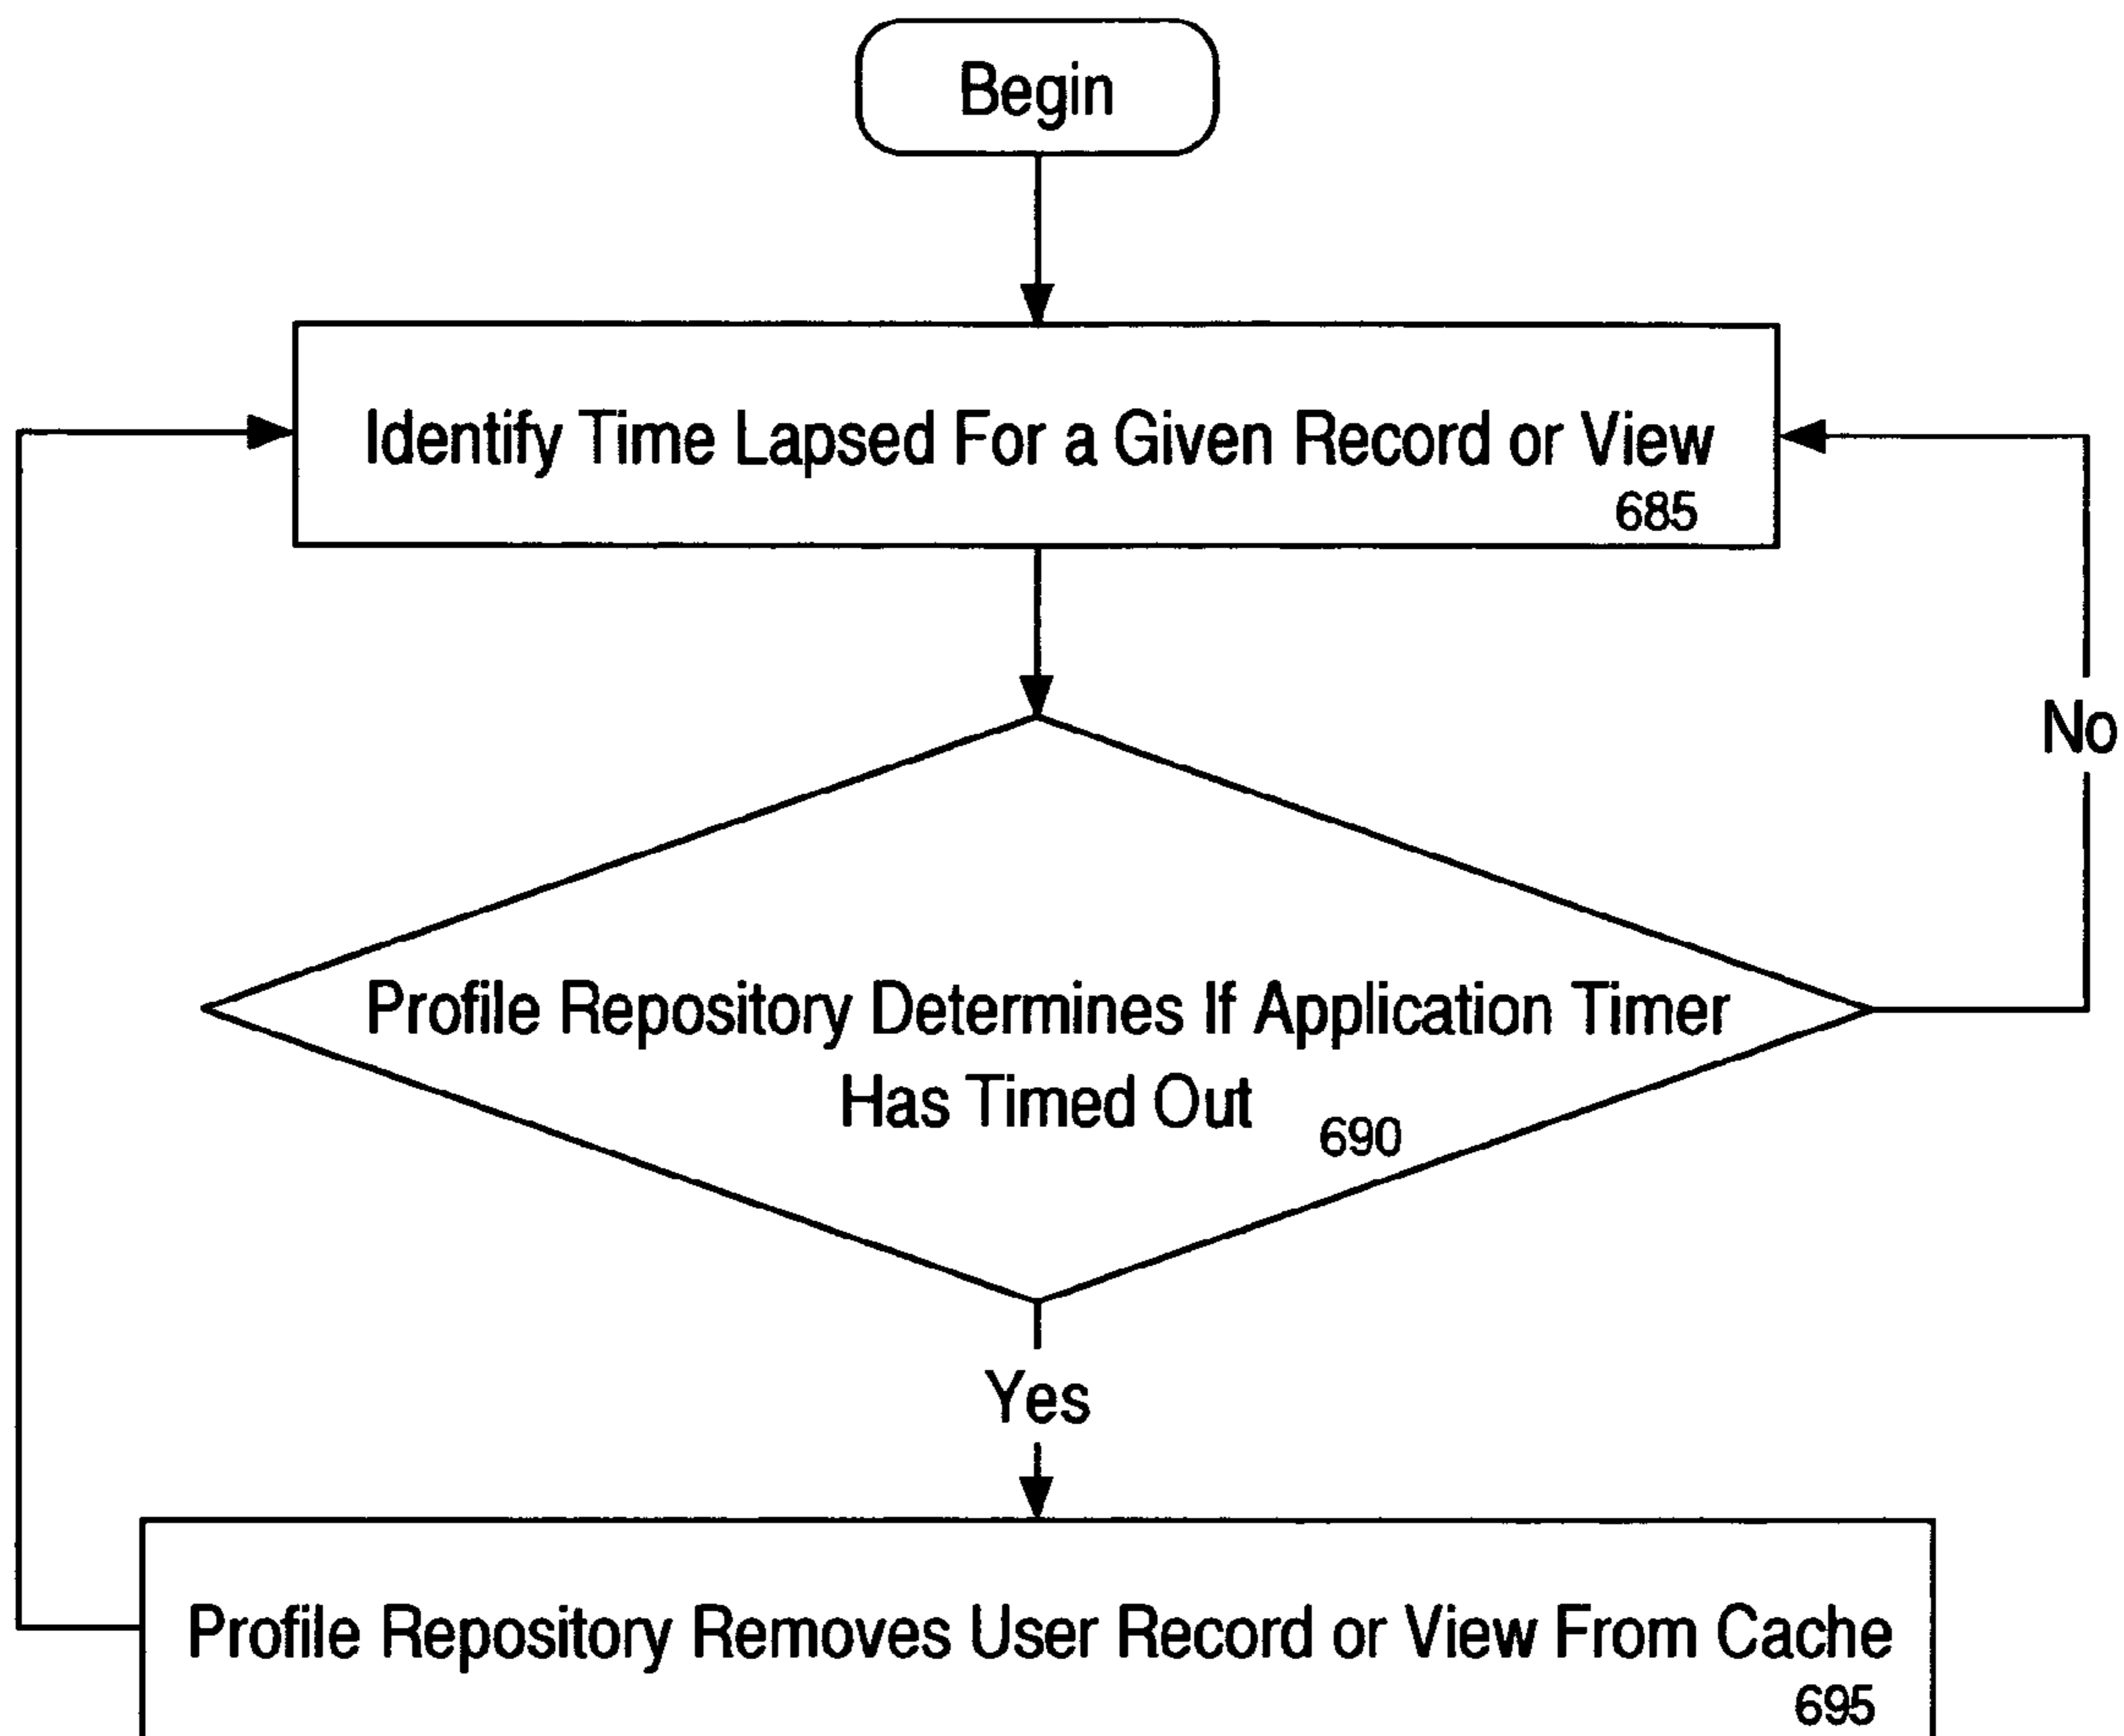 Begin
Identify Time Lapsed For a Given Record or View
685
Profile Repository Determines If Application Timer
Has Timed Out
690
No
Yes
Profile Repository Removes User Record or View From Cache
695